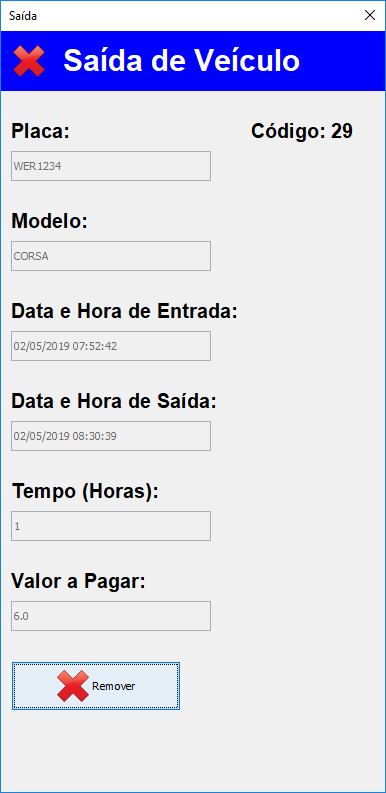 Saída
Saída de Veículo
Placa: Código: 29
WER1234
Modelo:
CORSA
Data e Hora de Entrada:
02/05/2019 07:52:42
Data e Hora de Saída:
02/05/2019 08:30:39
Tempo (Horas):
1
Valor a Pagar:
6.0
Remover